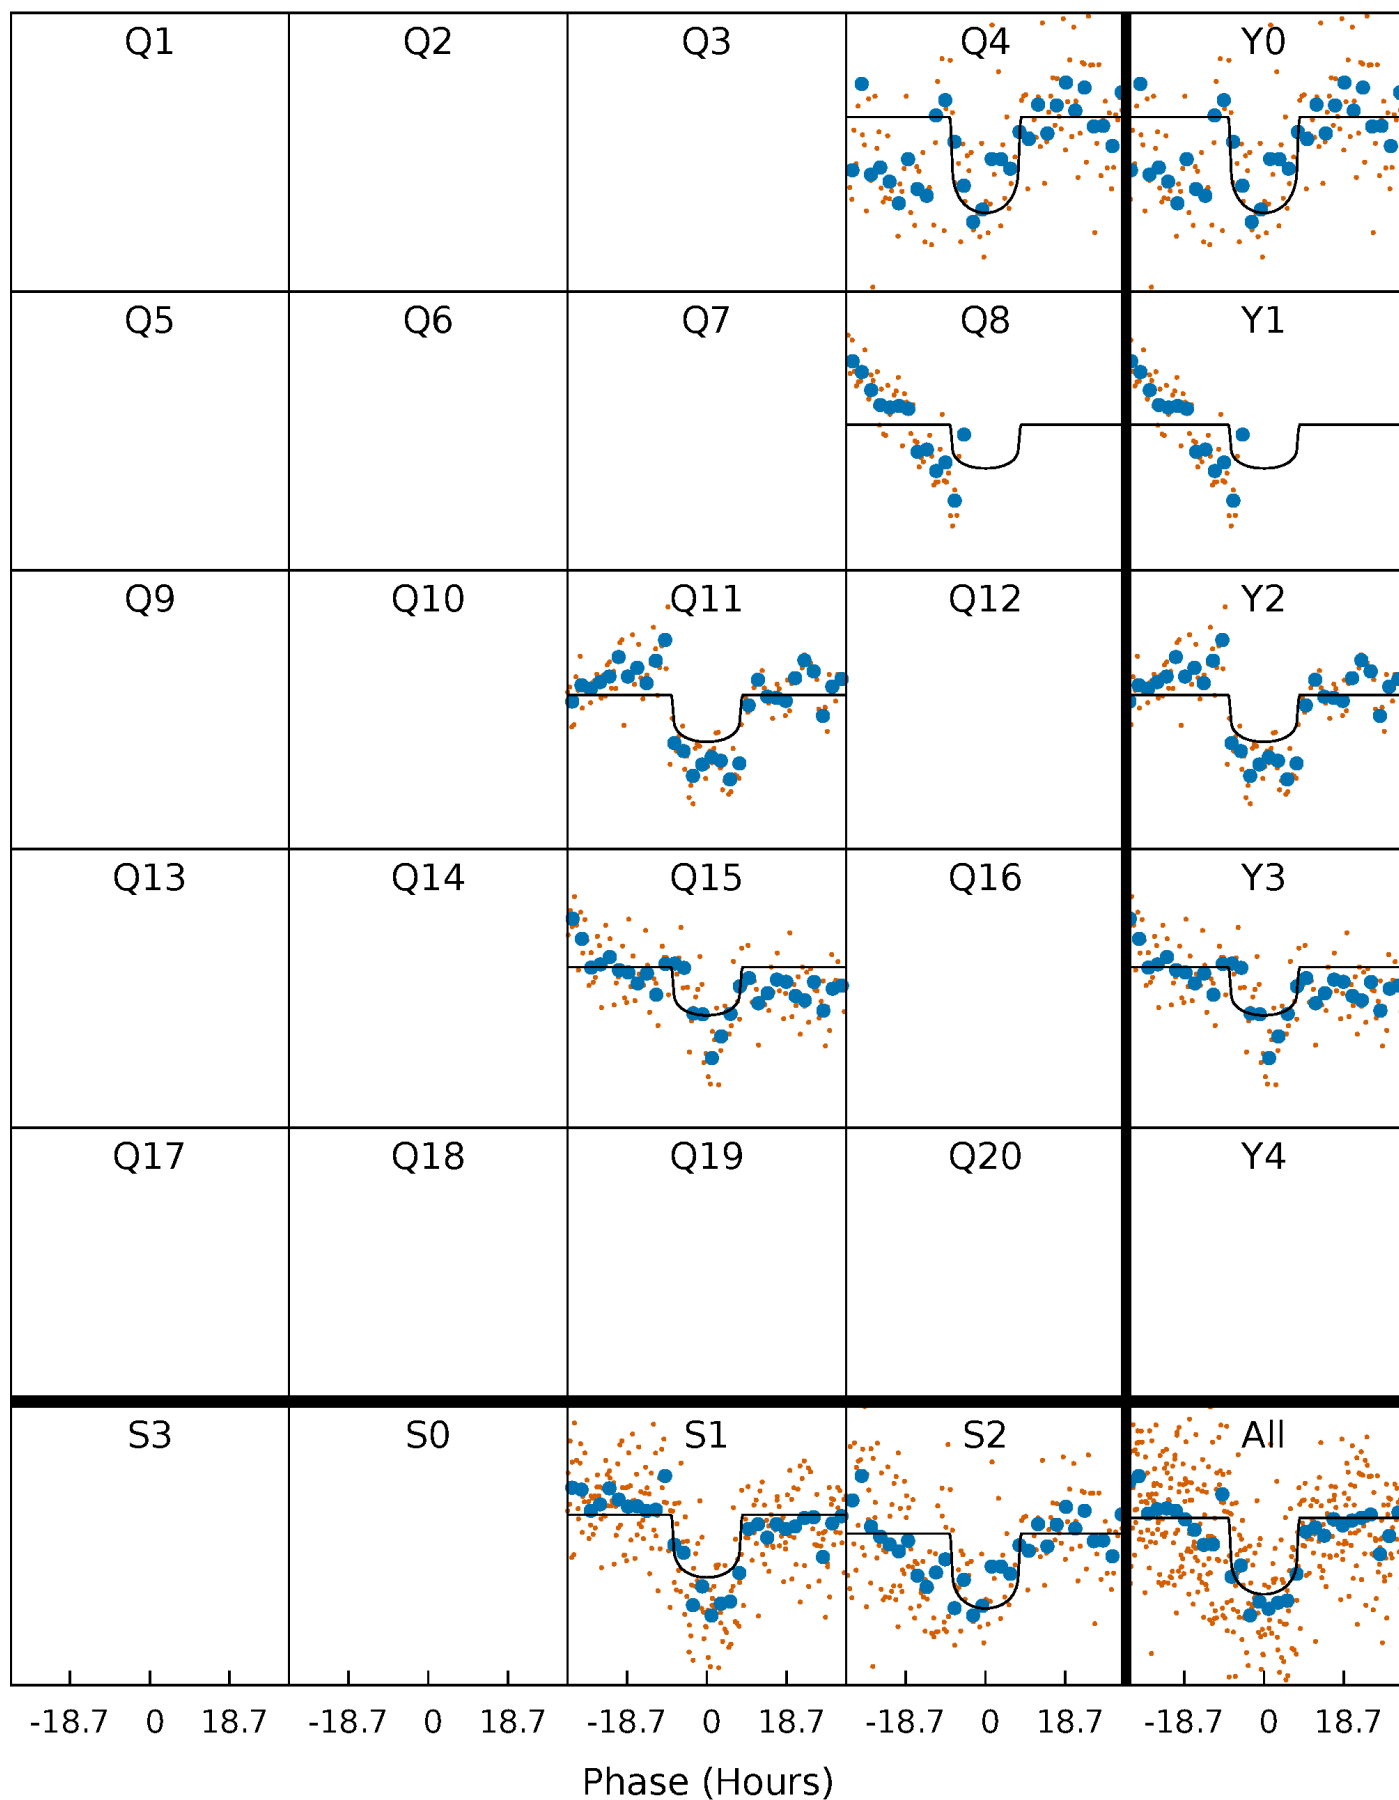 Q1 Q2 Q3 Q4 Y0
Q5 Q6 Q7 Q8 Y1
Q9 Q10 Q11 Q12 Y2
Q13 Q14 Q15 Q16 Y3
Q17 Q18 Q19 Q20 Y4
S3 S0 S1 S2 All
-18.7 0 18.7 -18.7 0 18.7 -18.7 0 18.7 -18.7 0 18.7 -18.7 0 18.7
Phase (Hours)